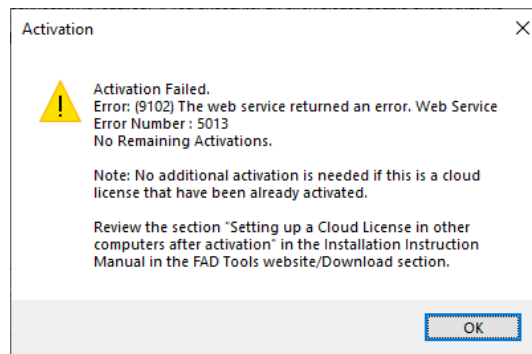 Activation
Activation Failed.
Error: (9102) The web service returned an error. Web Service
Error Number : 5013
No Remaining Activations.
Note: No additional activation is needed if this is a cloud
license that have been already activated.
Review the section "Setting up a Cloud License in other
computers after activation" in the Installation Instruction
Manual in the FAD Tools website/Download section.
OK